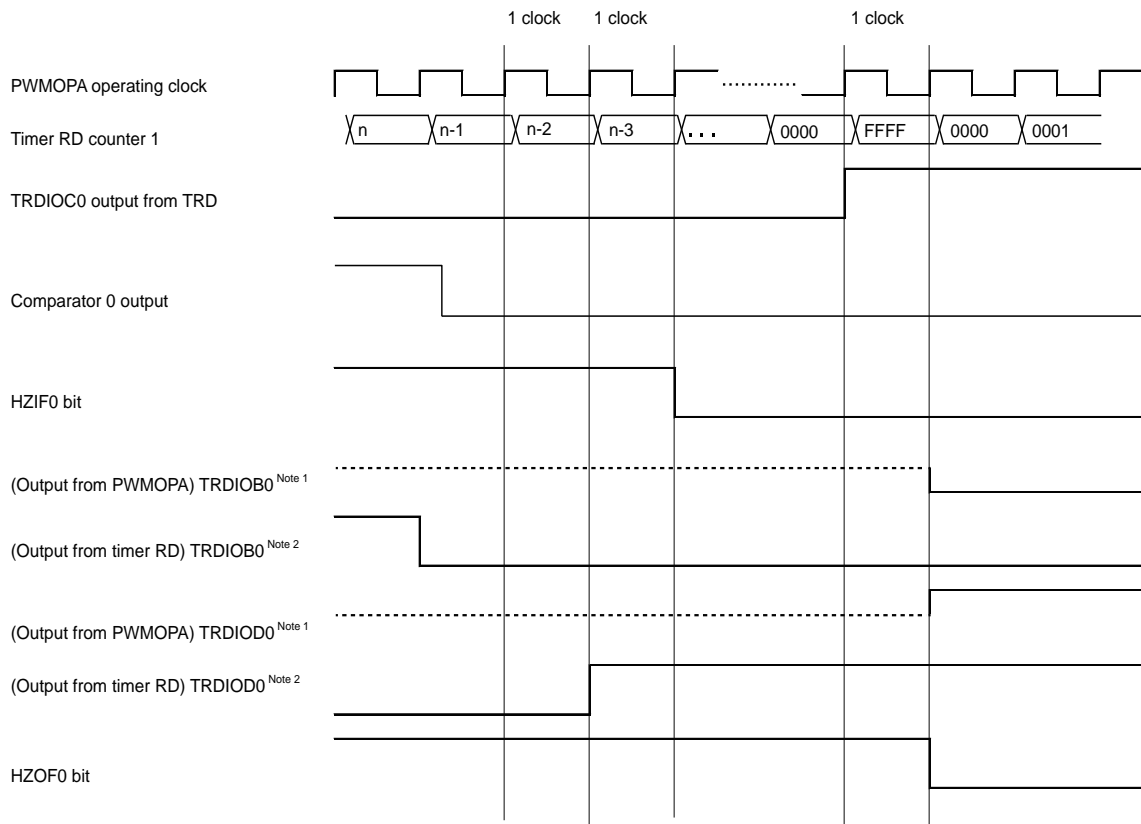 1 clock 1 clock 1 clock
PWMOPA operating clock
Timer RD counter 1 n n-1 n-2 n-3 ... 0000 FFFF 0000 0001
TRDIOC0 output from TRD
Comparator 0 output
HZIF0 bit
(Output from PWMOPA) TRDIOB0 Note 1
(Output from timer RD) TRDIOB0 Note 2
(Output from PWMOPA) TRDIOD0 Note 1
(Output from timer RD) TRDIOD0 Note 2
HZOF0 bit